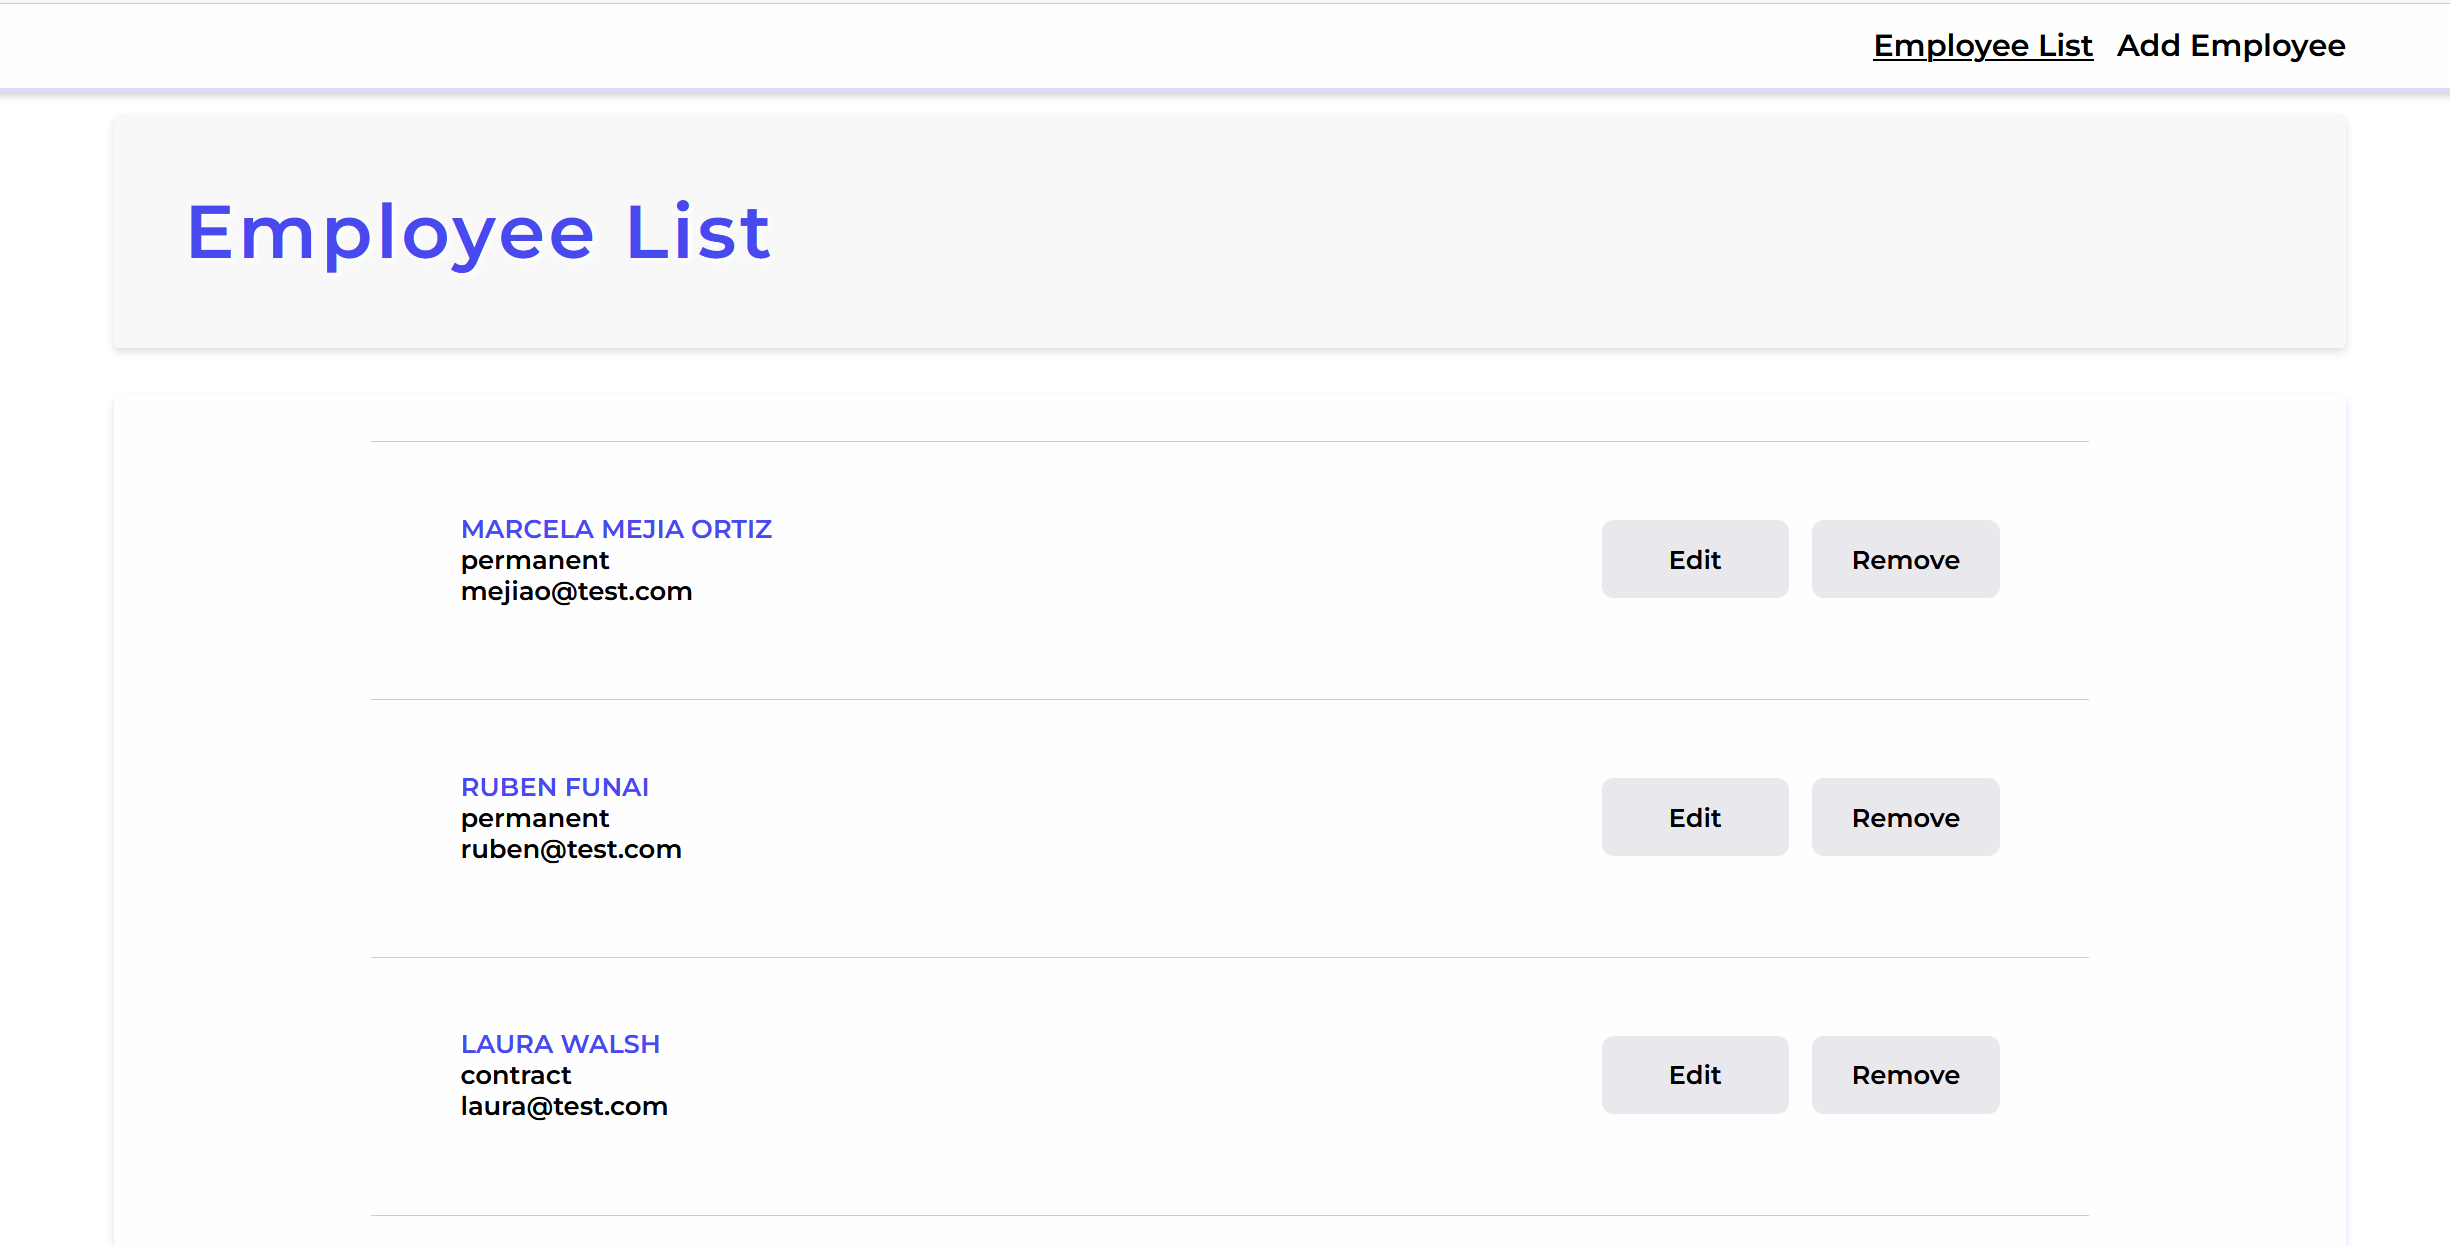 Employee List Add Employee
Employee List
MARCELA MEJIA ORTIZ
permanent
mejiao@test.com
Edit Remove
RUBEN FUNAI
permanent
ruben@test.com
Edit Remove
LAURA WALSH
contract
laura@test.com
Edit Remove